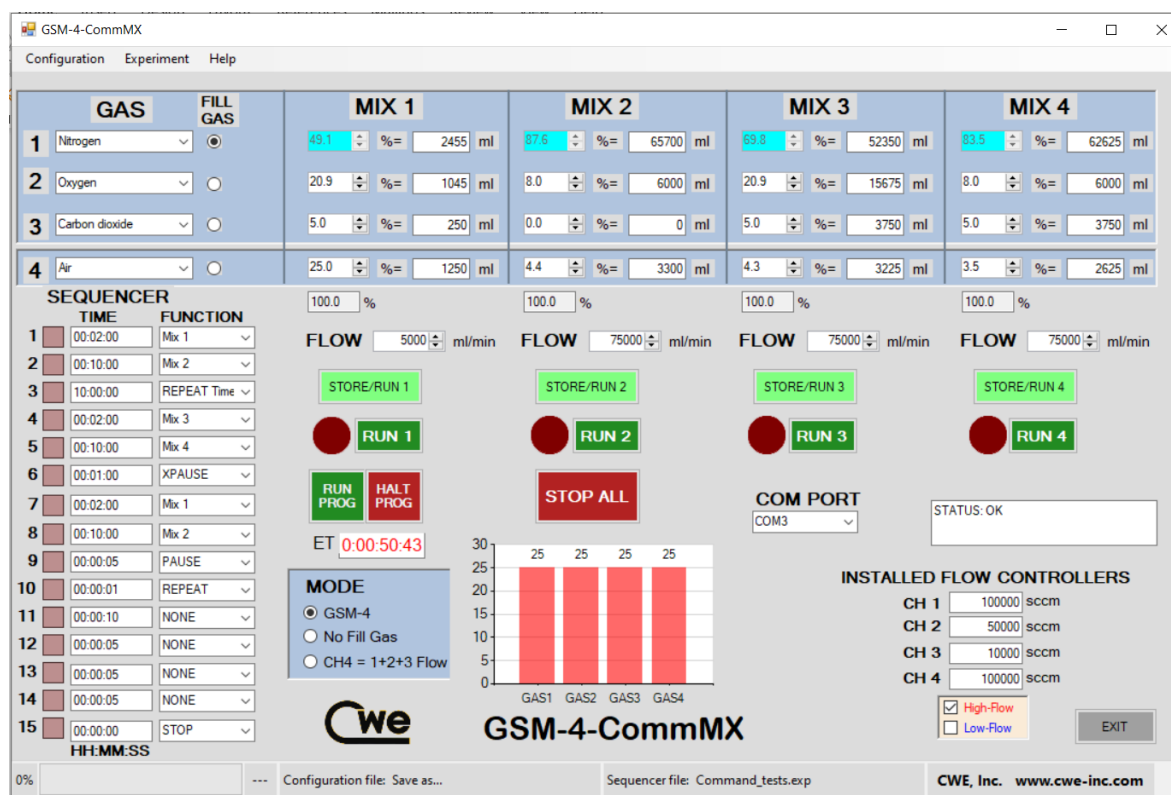 GSM-4-CommMX
Configuration Experiment Help
GAS FILL GAS MIX 1 MIX 2 MIX 3 MIX 4
1 Nitrogen 49.1 %= 2455 ml 87.6 %= 65700 ml 69.8 %= 52350 ml 83.5 %= 62625 ml
2 Oxygen 20.9 %= 1045 ml 8.0 %= 6000 ml 20.9 %= 15675 ml 8.0 %= 6000 ml
3 Carbon dioxide 5.0 %= 250 ml 0.0 %= 0 ml 5.0 %= 3750 ml 5.0 %= 3750 ml
4 Air 25.0 %= 1250 ml 4.4 %= 3300 ml 4.3 %= 3225 ml 3.5 %= 2625 ml
100.0 % 100.0 % 100.0 % 100.0 %
FLOW 5000 ml/min FLOW 75000 ml/min FLOW 75000 ml/min FLOW 75000 ml/min
STORE/RUN 1 STORE/RUN 2 STORE/RUN 3 STORE/RUN 4
RUN 1 RUN 2 RUN 3 RUN 4
SEQUENCER
TIME FUNCTION
1 00:02:00 Mix 1
2 00:10:00 Mix 2
3 10:00:00 REPEAT Time
4 00:02:00 Mix 3
5 00:10:00 Mix 4
6 00:01:00 XPAUSE
7 00:02:00 Mix 1
8 00:10:00 Mix 2
9 00:00:05 PAUSE
10 00:00:01 REPEAT
11 00:00:10 NONE
12 00:00:05 NONE
13 00:00:05 NONE
14 00:00:05 NONE
15 00:00:00 STOP
HH:MM:SS
RUN PROG HALT PROG
STOP ALL
ET 0:00:50:43
MODE
GSM-4
No Fill Gas
CH4 = 1+2+3 Flow
30
25
20
15
10
5
0
25 25 25 25
GAS1 GAS2 GAS3 GAS4
COM PORT
COM3
STATUS: OK
INSTALLED FLOW CONTROLLERS
CH 1 100000 sccm
CH 2 50000 sccm
CH 3 10000 sccm
CH 4 100000 sccm
High-Flow
Low-Flow
EXIT
cwe
GSM-4-CommMX
0% --- Configuration file: Save as... Sequencer file: Command_tests.exp CWE, Inc. www.cwe-inc.com